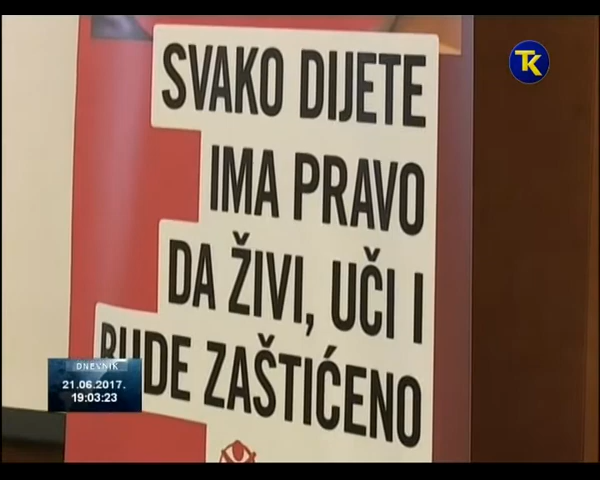 TK
SVAKO DIJETE
IMA PRAVO
DA ŽIVI, UČI I
BUDE ZAŠTIĆENO
DNEVNIK
21.06.2017.
19:03:23